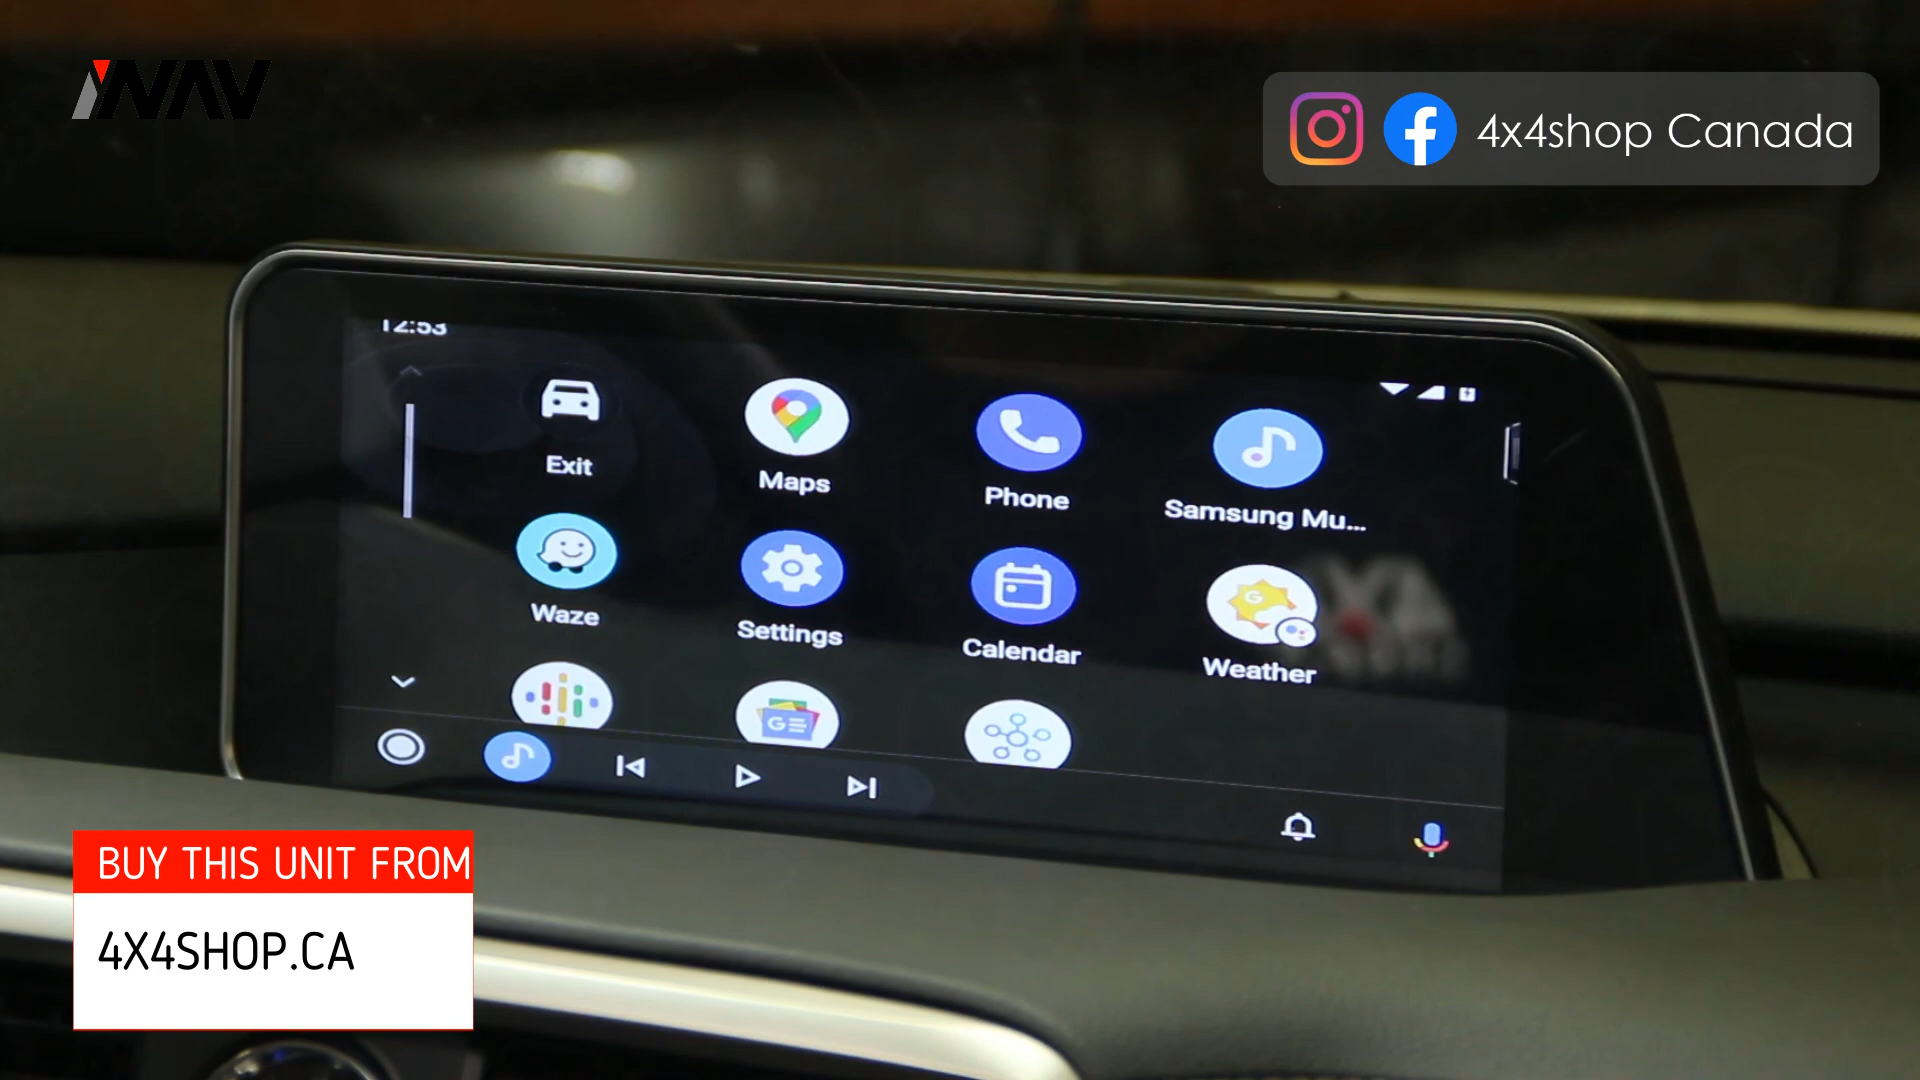 iNAV
4x4shop Canada
12:53
Exit
Maps
Phone
Samsung Mu...
Waze
Settings
Calendar
Weather
G
GE
BUY THIS UNIT FROM
4X4SHOP.CA